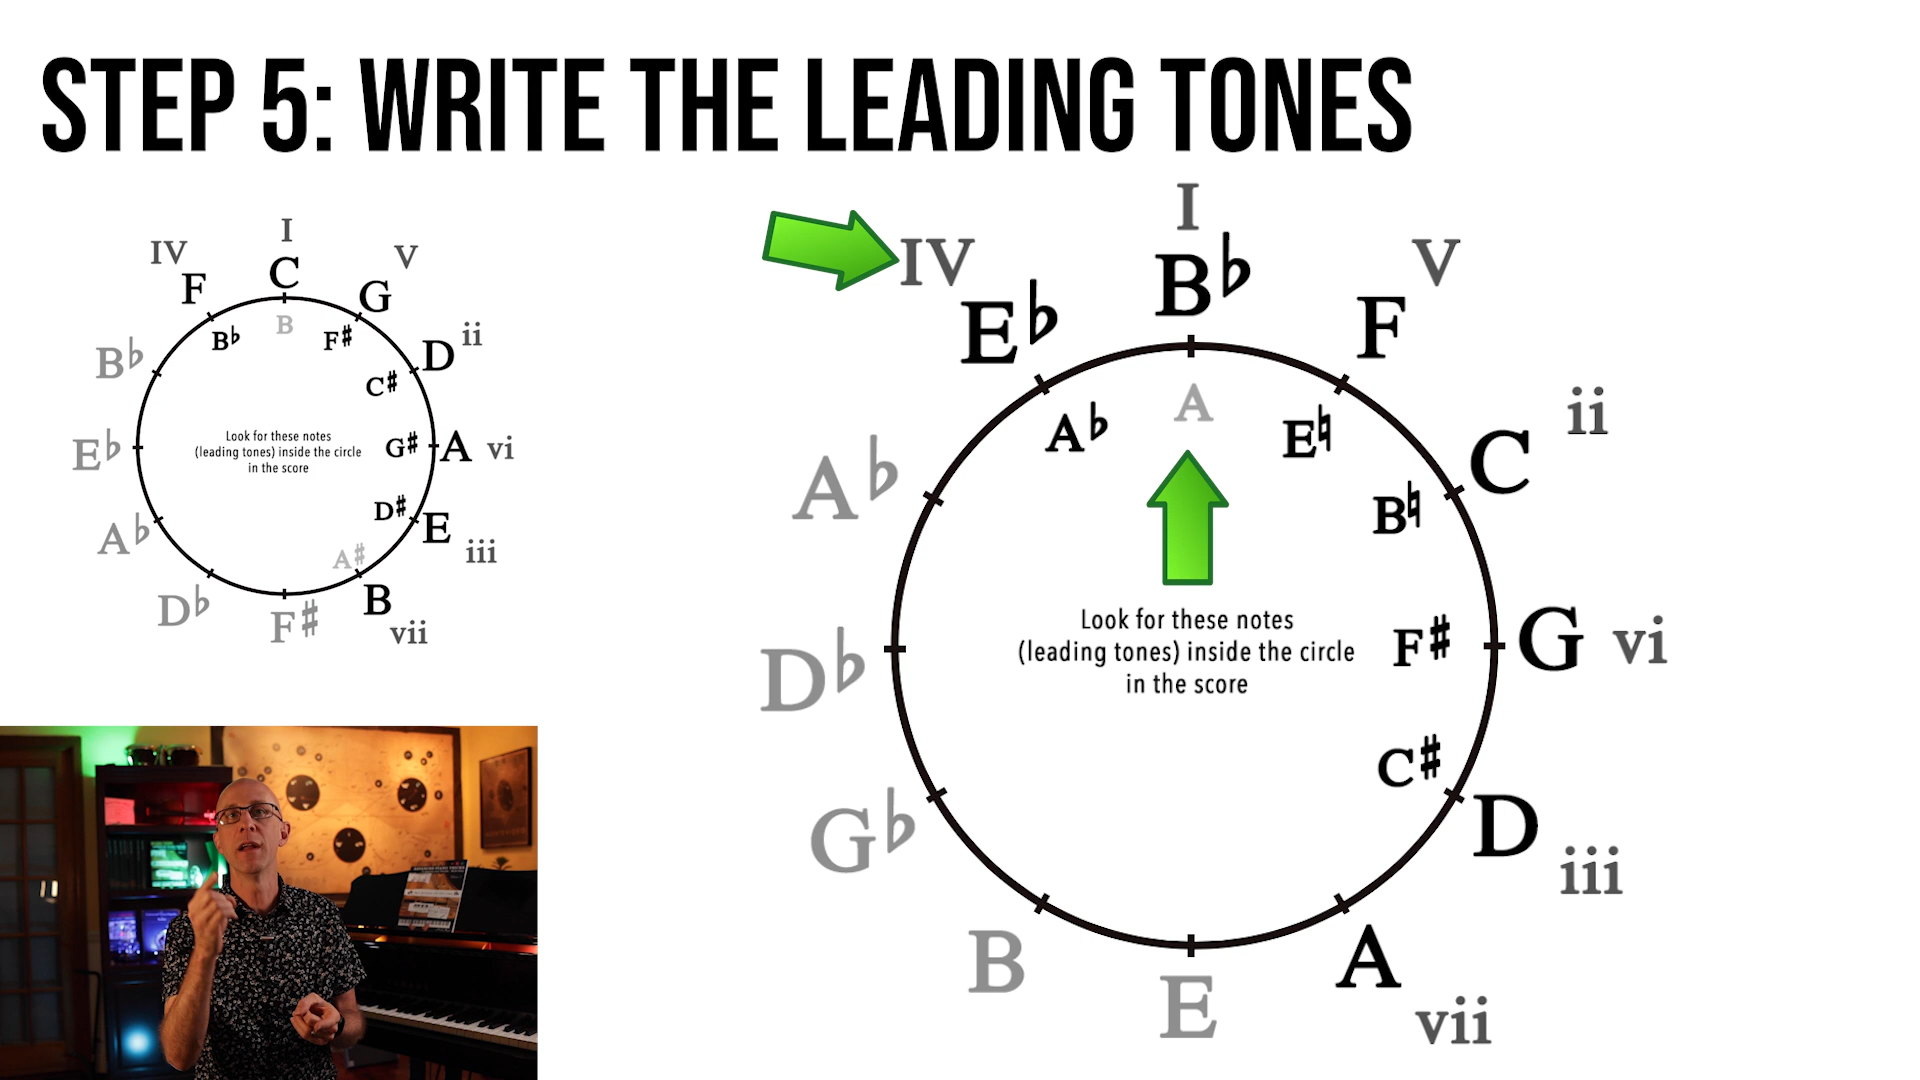 STEP 5: WRITE THE LEADING TONES
I
IV
V
C
F
G
B
B♭
F♯
ii
B♭
D
C♯
Look for these notes
(leading tones) inside the circle
in the score
E♭
G♯
A
vi
D♯
A♭
E
iii
A♯
D♭
F♯
B
vii
I
IV
V
B♭
E♭
F
A
A♭
E♮
ii
C
A♭
B♮
Look for these notes
(leading tones) inside the circle
in the score
F♯
G
vi
D♭
C♯
D
G♭
iii
B
E
A
vii